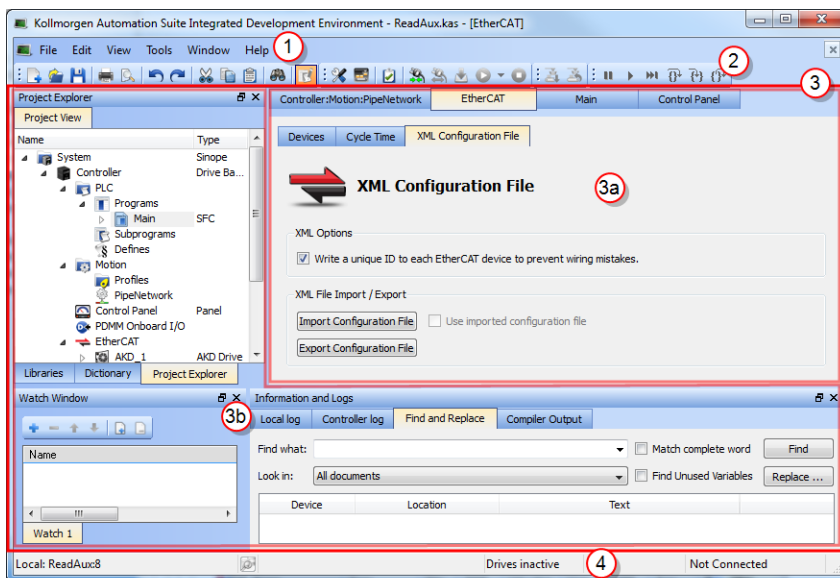 Kollmorgen Automation Suite Integrated Development Environment - ReadAux.kas - [EtherCAT]
File Edit View Tools Window Help
1
2
3
Project Explorer
Project View
Name Type
System Sinope
Controller Drive Ba...
PLC
Programs
Main SFC
Subprograms
Defines
Motion
Profiles
PipeNetwork
Control Panel Panel
PDMM Onboard I/O
EtherCAT
AKD_1 AKD Drive
Libraries Dictionary Project Explorer
Controller:Motion:PipeNetwork EtherCAT Main Control Panel
Devices Cycle Time XML Configuration File
XML Configuration File
3a
XML Options
Write a unique ID to each EtherCAT device to prevent wiring mistakes.
XML File Import / Export
Import Configuration File Use imported configuration file
Export Configuration File
Watch Window
3b
Name
Watch 1
Information and Logs
Local log Controller log Find and Replace Compiler Output
Find what: Match complete word Find
Look in: All documents Find Unused Variables Replace ...
Device Location Text
Local: ReadAux:8 Drives inactive 4 Not Connected